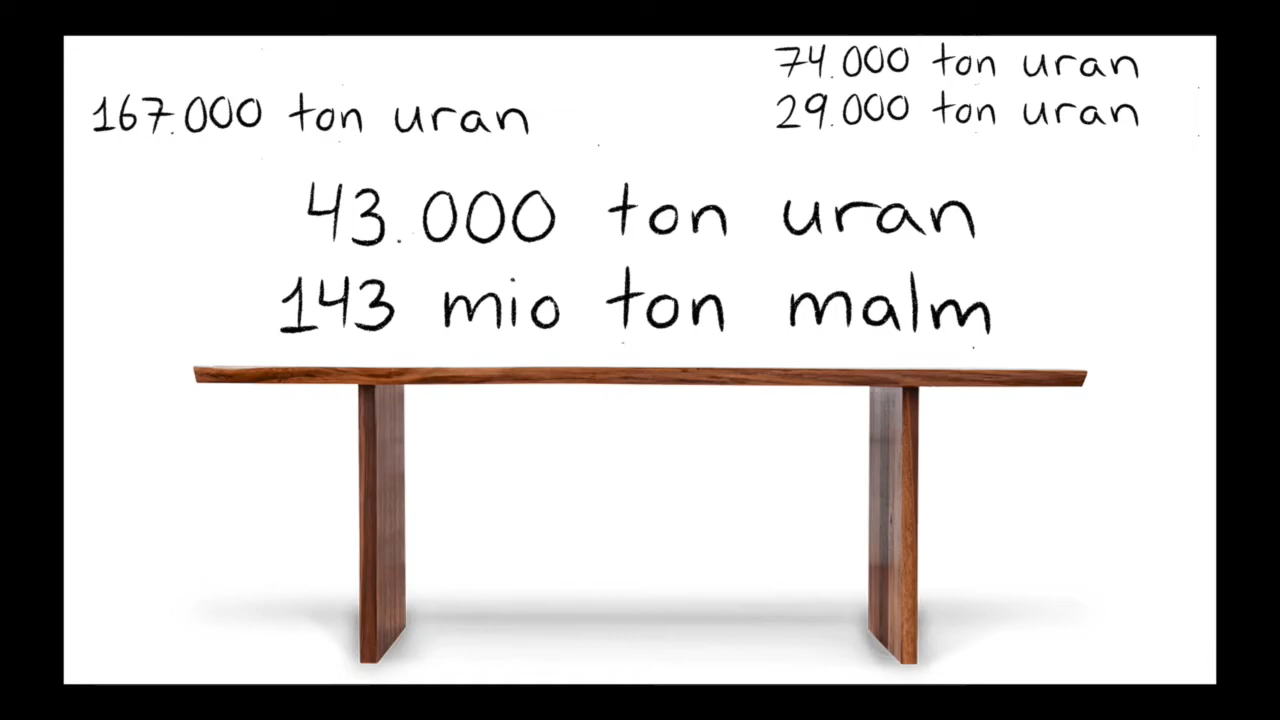 74.000 ton uran
29.000 ton uran
167.000 ton uran
43.000 ton uran
143 mio ton malm